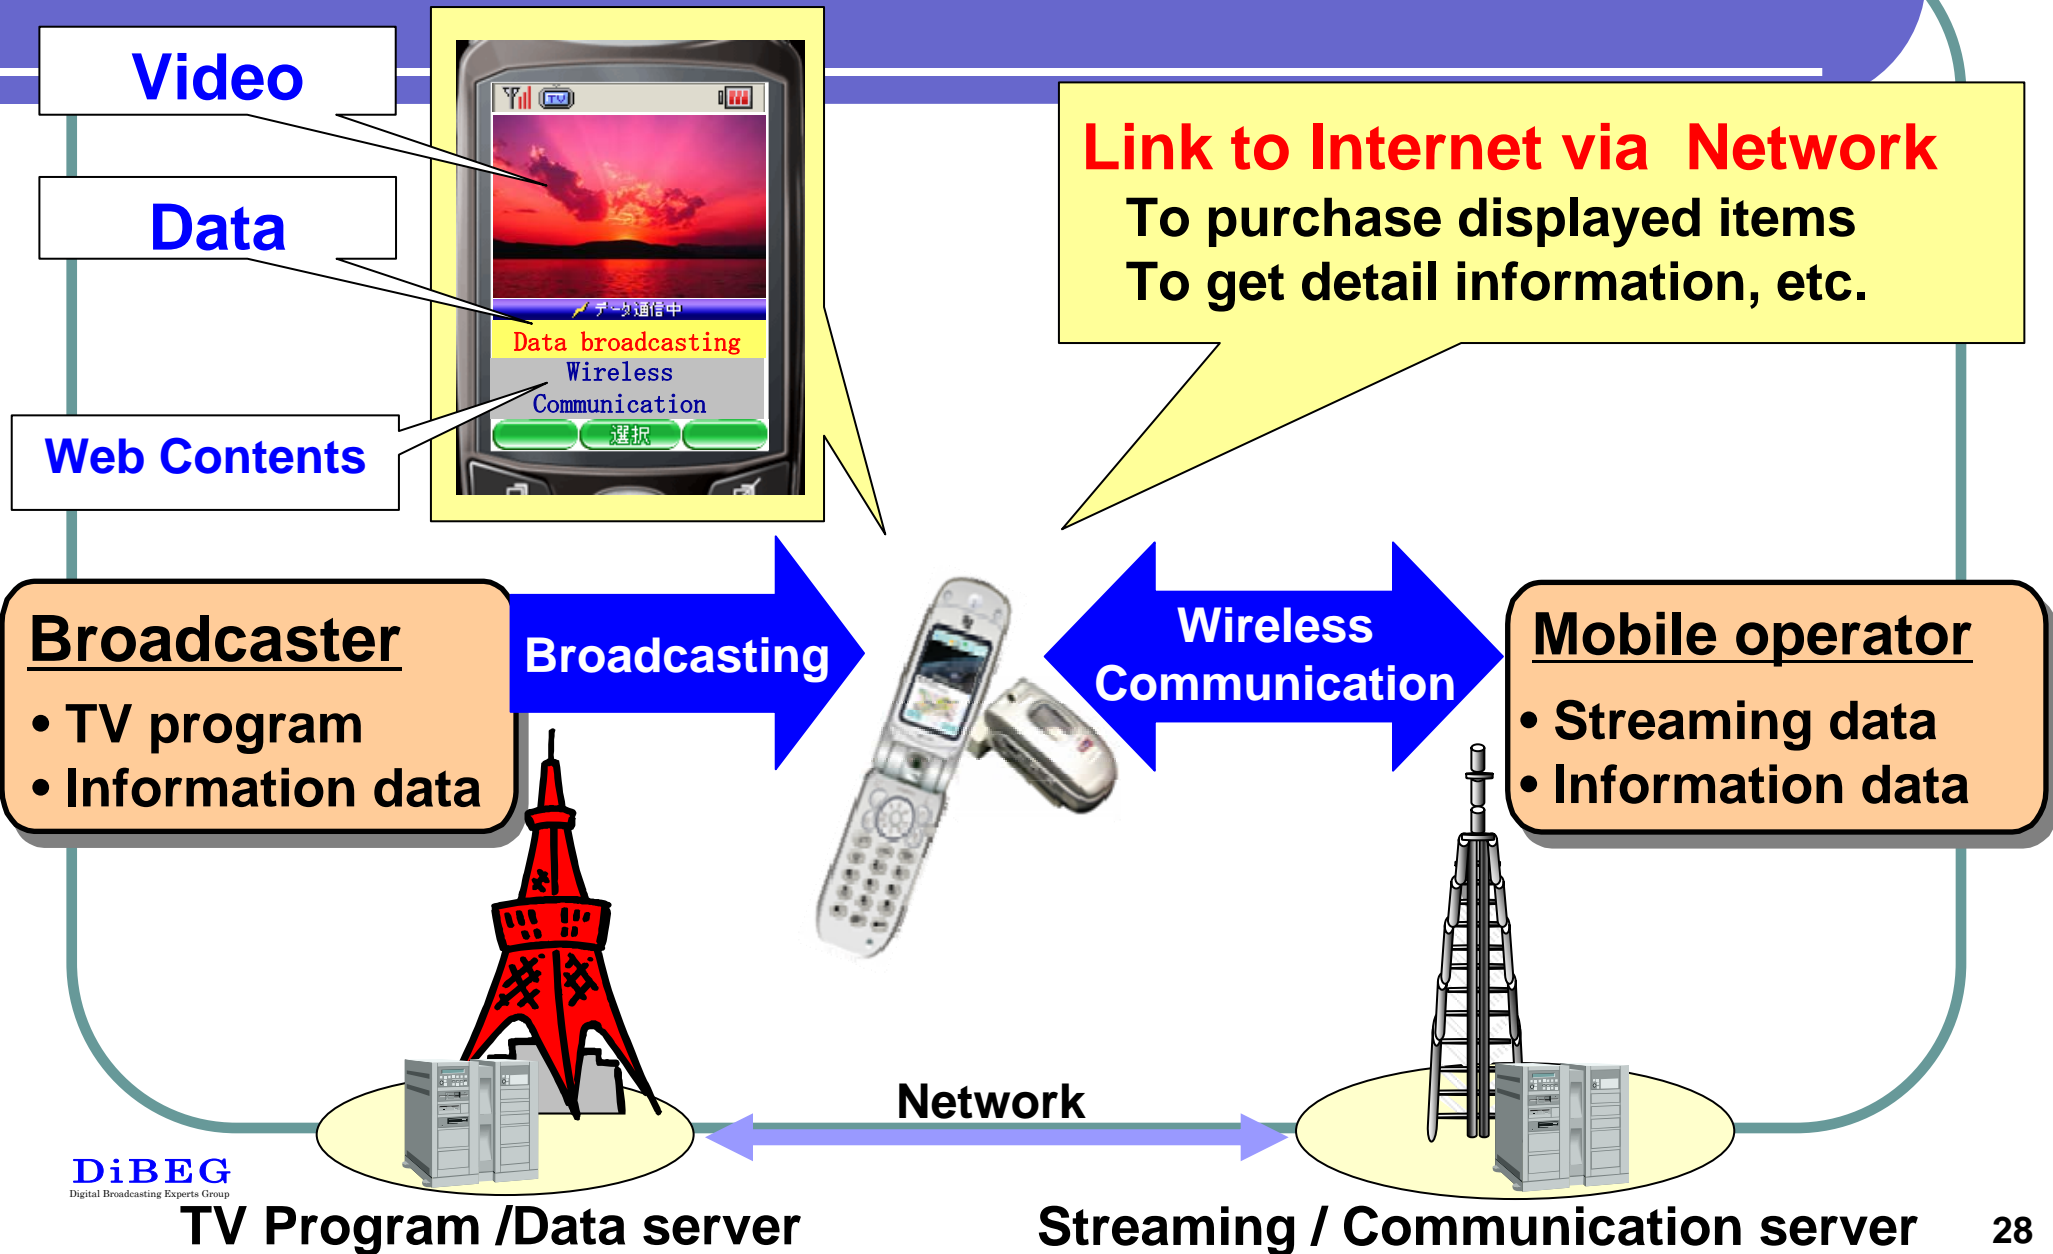 Video
Data
Web Contents
TV
データ通信中
Data broadcasting
Wireless
Communication
選択
Link to Internet via Network
To purchase displayed items
To get detail information, etc.
Broadcaster
• TV program
• Information data
Broadcasting
Wireless
Communication
Mobile operator
• Streaming data
• Information data
Network
DiBEG
Digital Broadcasting Experts Group
TV Program /Data server
Streaming / Communication server
28